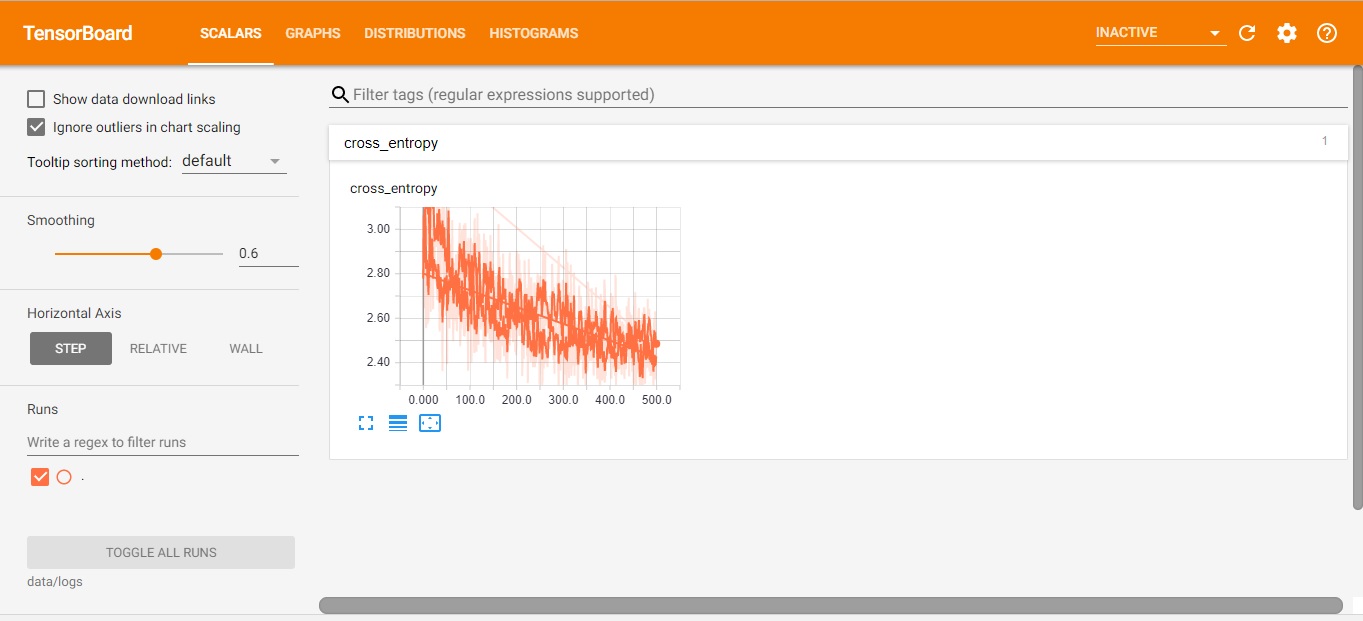 TensorBoard SCALARS GRAPHS DISTRIBUTIONS HISTOGRAMS INACTIVE
Show data download links
Ignore outliers in chart scaling
Tooltip sorting method: default
Smoothing
0.6
Horizontal Axis
STEP RELATIVE WALL
Runs
Write a regex to filter runs
.
TOGGLE ALL RUNS
data/logs
Filter tags (regular expressions supported)
cross_entropy 1
cross_entropy
3.00
2.80
2.60
2.40
0.000 100.0 200.0 300.0 400.0 500.0